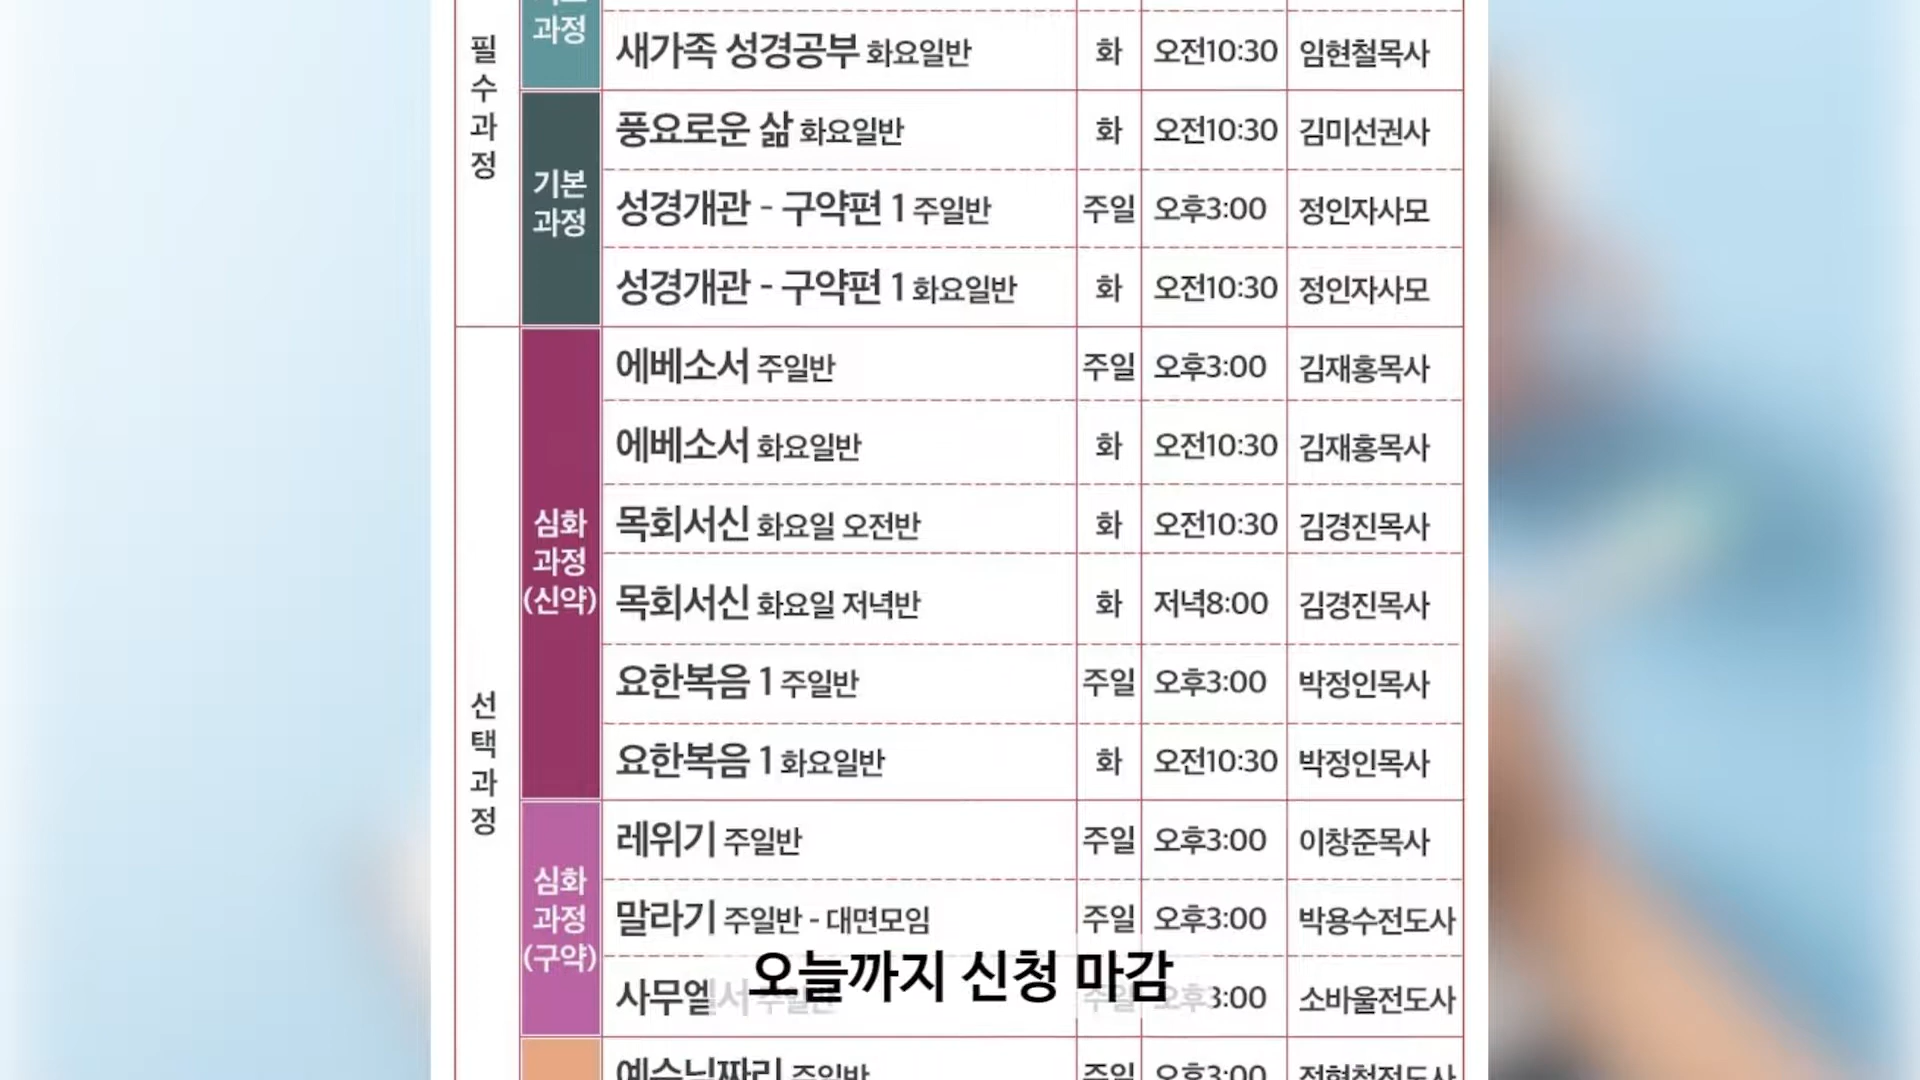 필수과정
과정
새가족 성경공부 화요일반 화 오전10:30 임현철목사
기본
과정
풍요로운 삶 화요일반 화 오전10:30 김미선권사
성경개관 - 구약편 1 주일반 주일 오후3:00 정인자사모
성경개관 - 구약편 1 화요일반 화 오전10:30 정인자사모
선택과정
심화
과정
(신약)
에베소서 주일반 주일 오후3:00 김재홍목사
에베소서 화요일반 화 오전10:30 김재홍목사
목회서신 화요일 오전반 화 오전10:30 김경진목사
목회서신 화요일 저녁반 화 저녁8:00 김경진목사
요한복음 1 주일반 주일 오후3:00 박정인목사
요한복음 1 화요일반 화 오전10:30 박정인목사
심화
과정
(구약)
레위기 주일반 주일 오후3:00 이창준목사
말라기 주일반 - 대면모임 주일 오후3:00 박용수전도사
사무엘서 주일반 주일 오후3:00 소바울전도사
오늘까지 신청 마감
주일반 주일 오후3:00